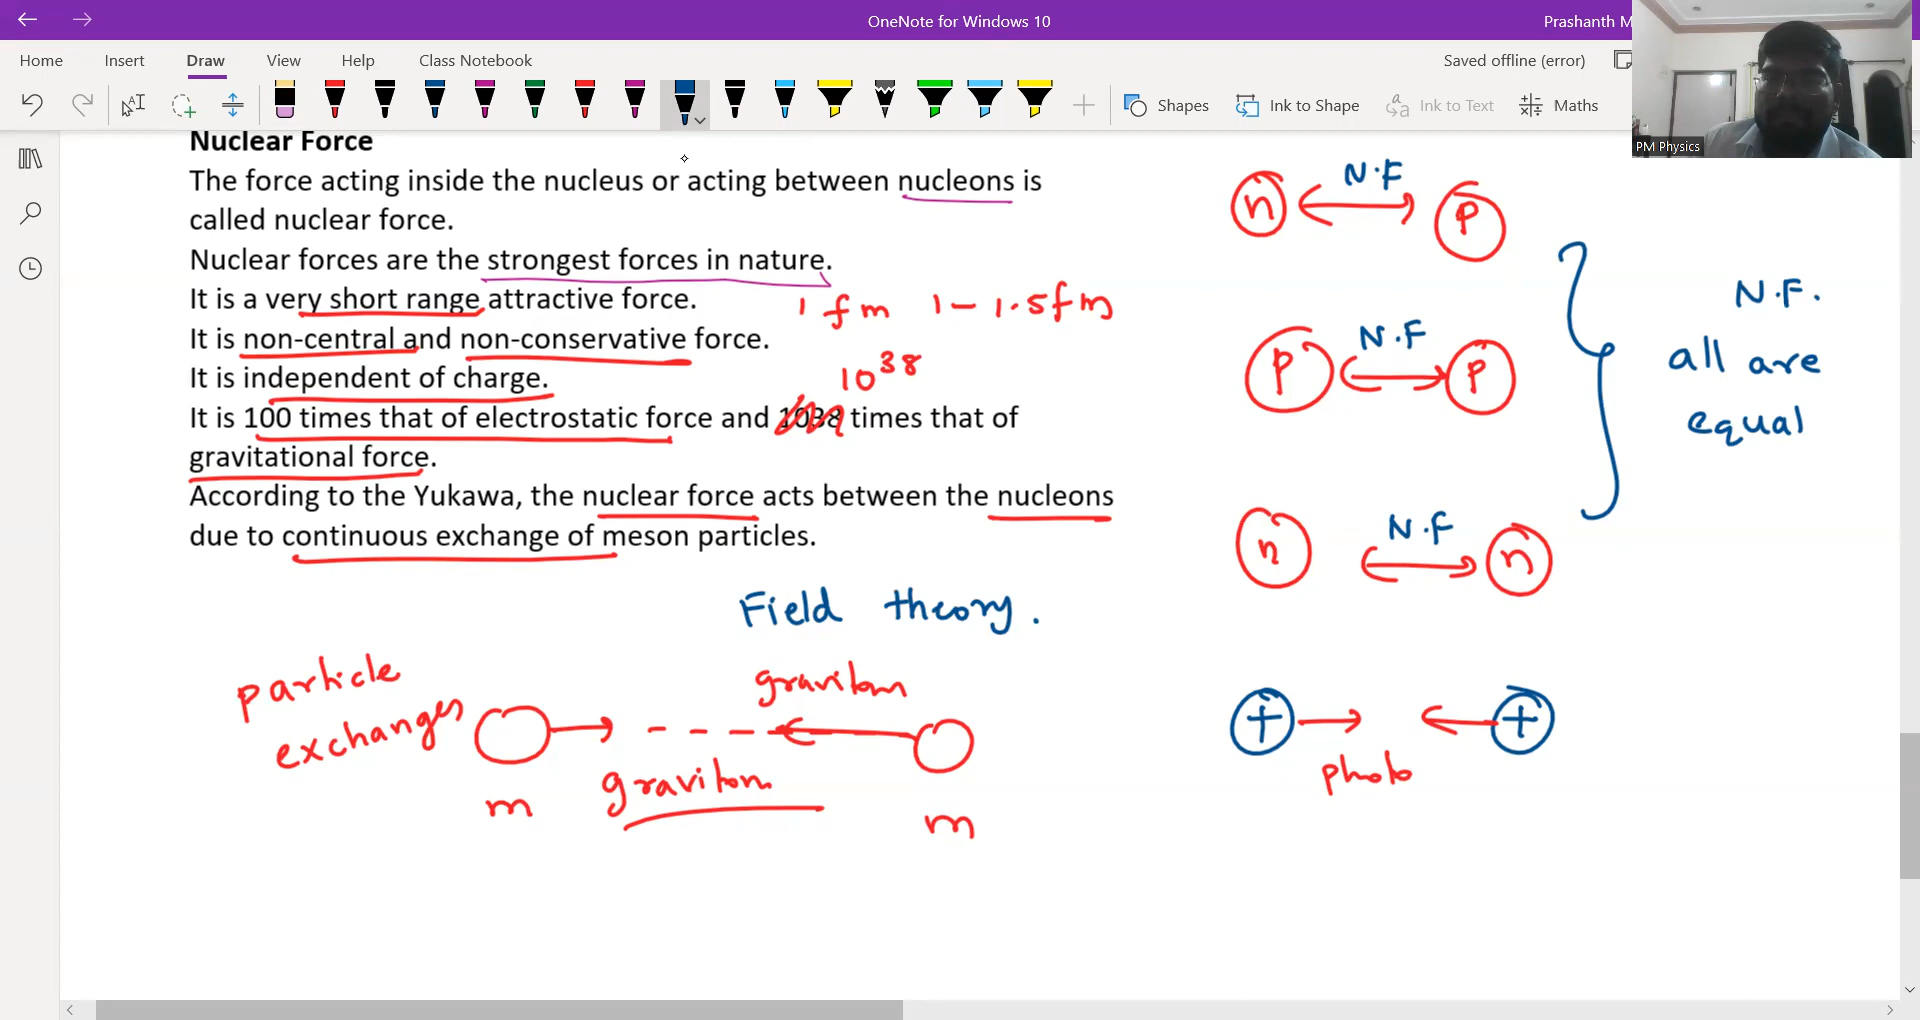 OneNote for Windows 10
Prashanth M
Home Insert Draw View Help Class Notebook
Saved offline (error)
Shapes Ink to Shape Ink to Text Maths
PM Physics
Nuclear Force
The force acting inside the nucleus or acting between nucleons is
called nuclear force.
Nuclear forces are the strongest forces in nature.
It is a very short range attractive force.
1 fm 1 - 1.5fm
It is non-central and non-conservative force.
It is independent of charge.
10³⁸
It is 100 times that of electrostatic force and 1038 times that of
gravitational force.
According to the Yukawa, the nuclear force acts between the nucleons
due to continuous exchange of meson particles.
Field theory.
particle
exchanges
graviton
graviton
m
m
n N.F P
P N.F P
n N.F n
N.F.
all are
equal
+ +
photo